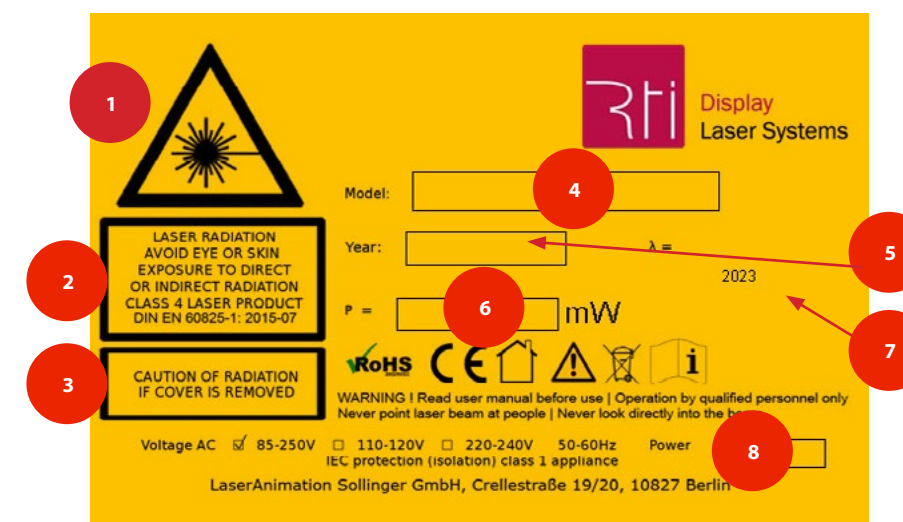 1
Rti
Display
Laser Systems
Model:
4
LASER RADIATION
AVOID EYE OR SKIN
EXPOSURE TO DIRECT
OR INDIRECT RADIATION
CLASS 4 LASER PRODUCT
DIN EN 60825-1: 2015-07
2
Year:
λ =
5
2023
P =
6
mW
7
CAUTION OF RADIATION
IF COVER IS REMOVED
3
RoHS CE i
WARNING ! Read user manual before use | Operation by qualified personnel only
Never point laser beam at people | Never look directly into the
Voltage AC 85-250V 110-120V 220-240V 50-60Hz Power
8
IEC protection (isolation) class 1 appliance
LaserAnimation Sollinger GmbH, Crellestraße 19/20, 10827 Berlin